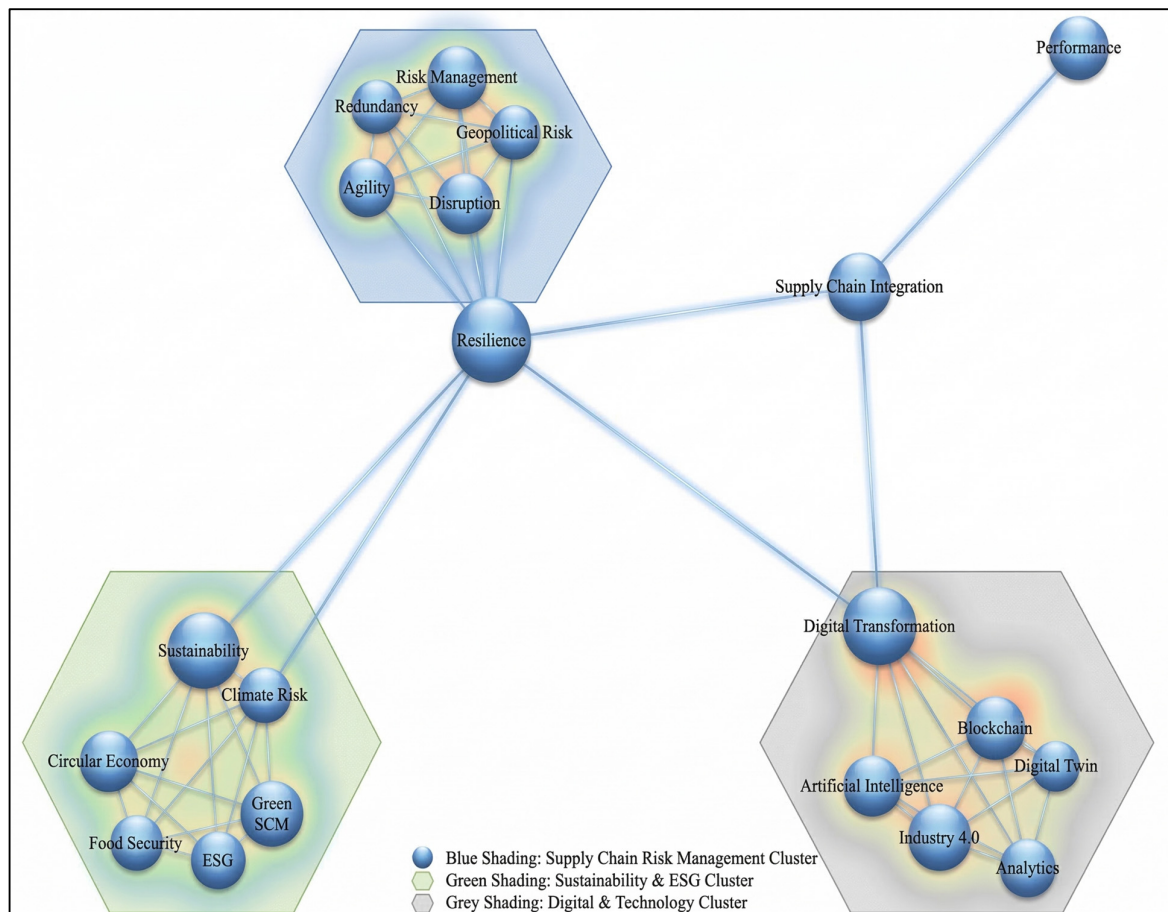 Performance
Risk Management
Redundancy
Geopolitical Risk
Agility
Disruption
Supply Chain Integration
Resilience
Digital Transformation
Sustainability
Climate Risk
Blockchain
Circular Economy
Digital Twin
Artificial Intelligence
Green
SCM
Food Security
Industry 4.0
ESG
Analytics
Blue Shading: Supply Chain Risk Management Cluster
Green Shading: Sustainability & ESG Cluster
Grey Shading: Digital & Technology Cluster